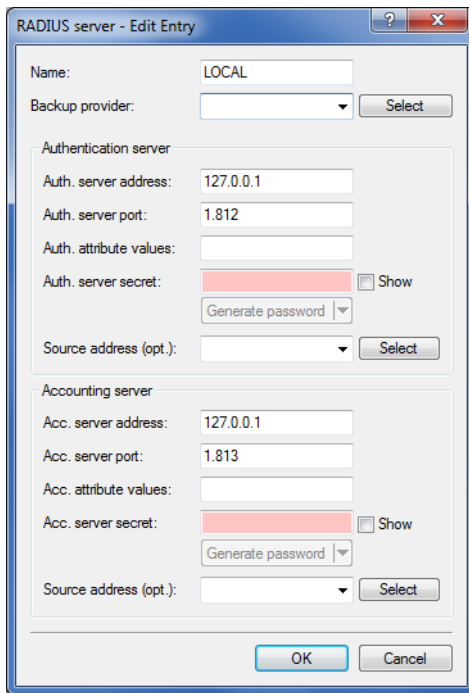 RADIUS server - Edit Entry
?
Name: LOCAL
Backup provider: Select
Authentication server
Auth. server address: 127.0.0.1
Auth. server port: 1.812
Auth. attribute values:
Auth. server secret: Show
Generate password
Source address (opt.): Select
Accounting server
Acc. server address: 127.0.0.1
Acc. server port: 1.813
Acc. attribute values:
Acc. server secret: Show
Generate password
Source address (opt.): Select
OK Cancel